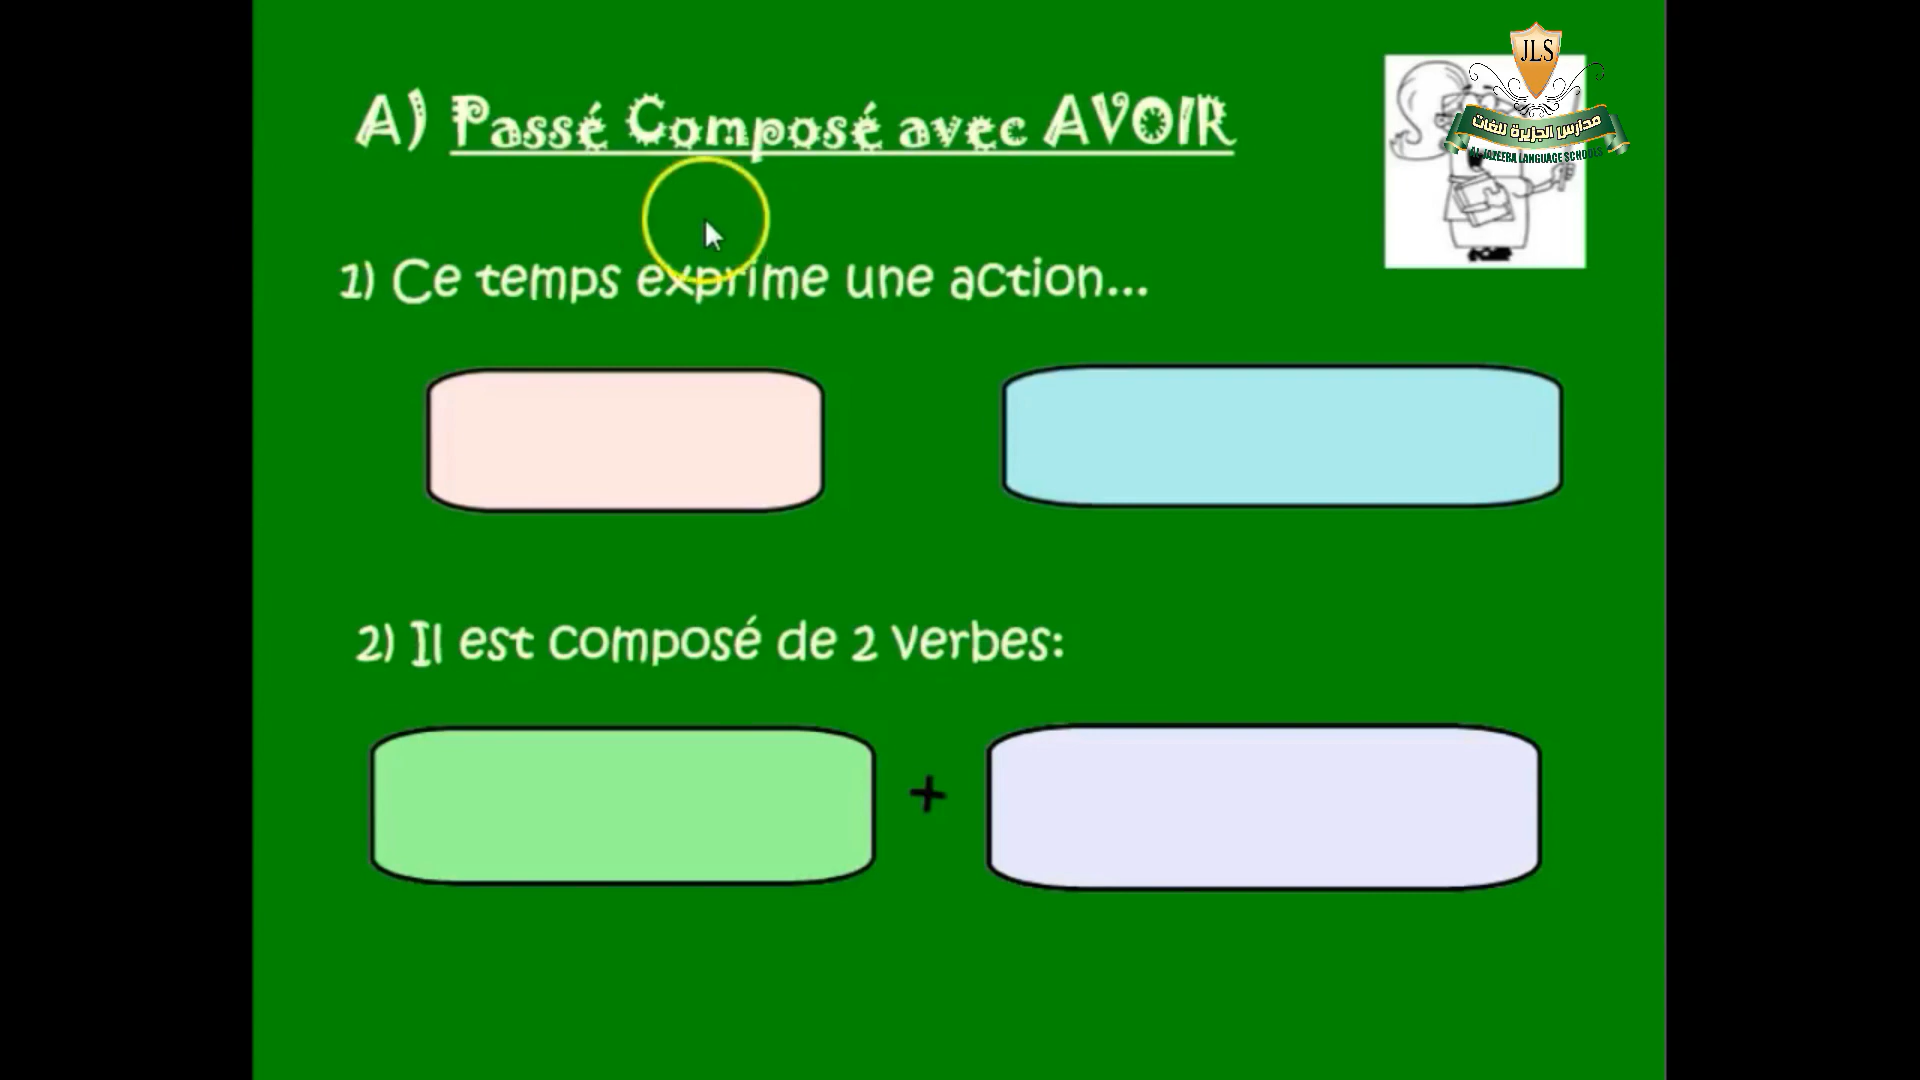 JLS
مدارس الجزيرة للغات
AL JAZEERA LANGUAGE SCHOOLS
A) Passé Composé avec AVOIR
1) Ce temps exprime une action...
2) Il est composé de 2 verbes:
+